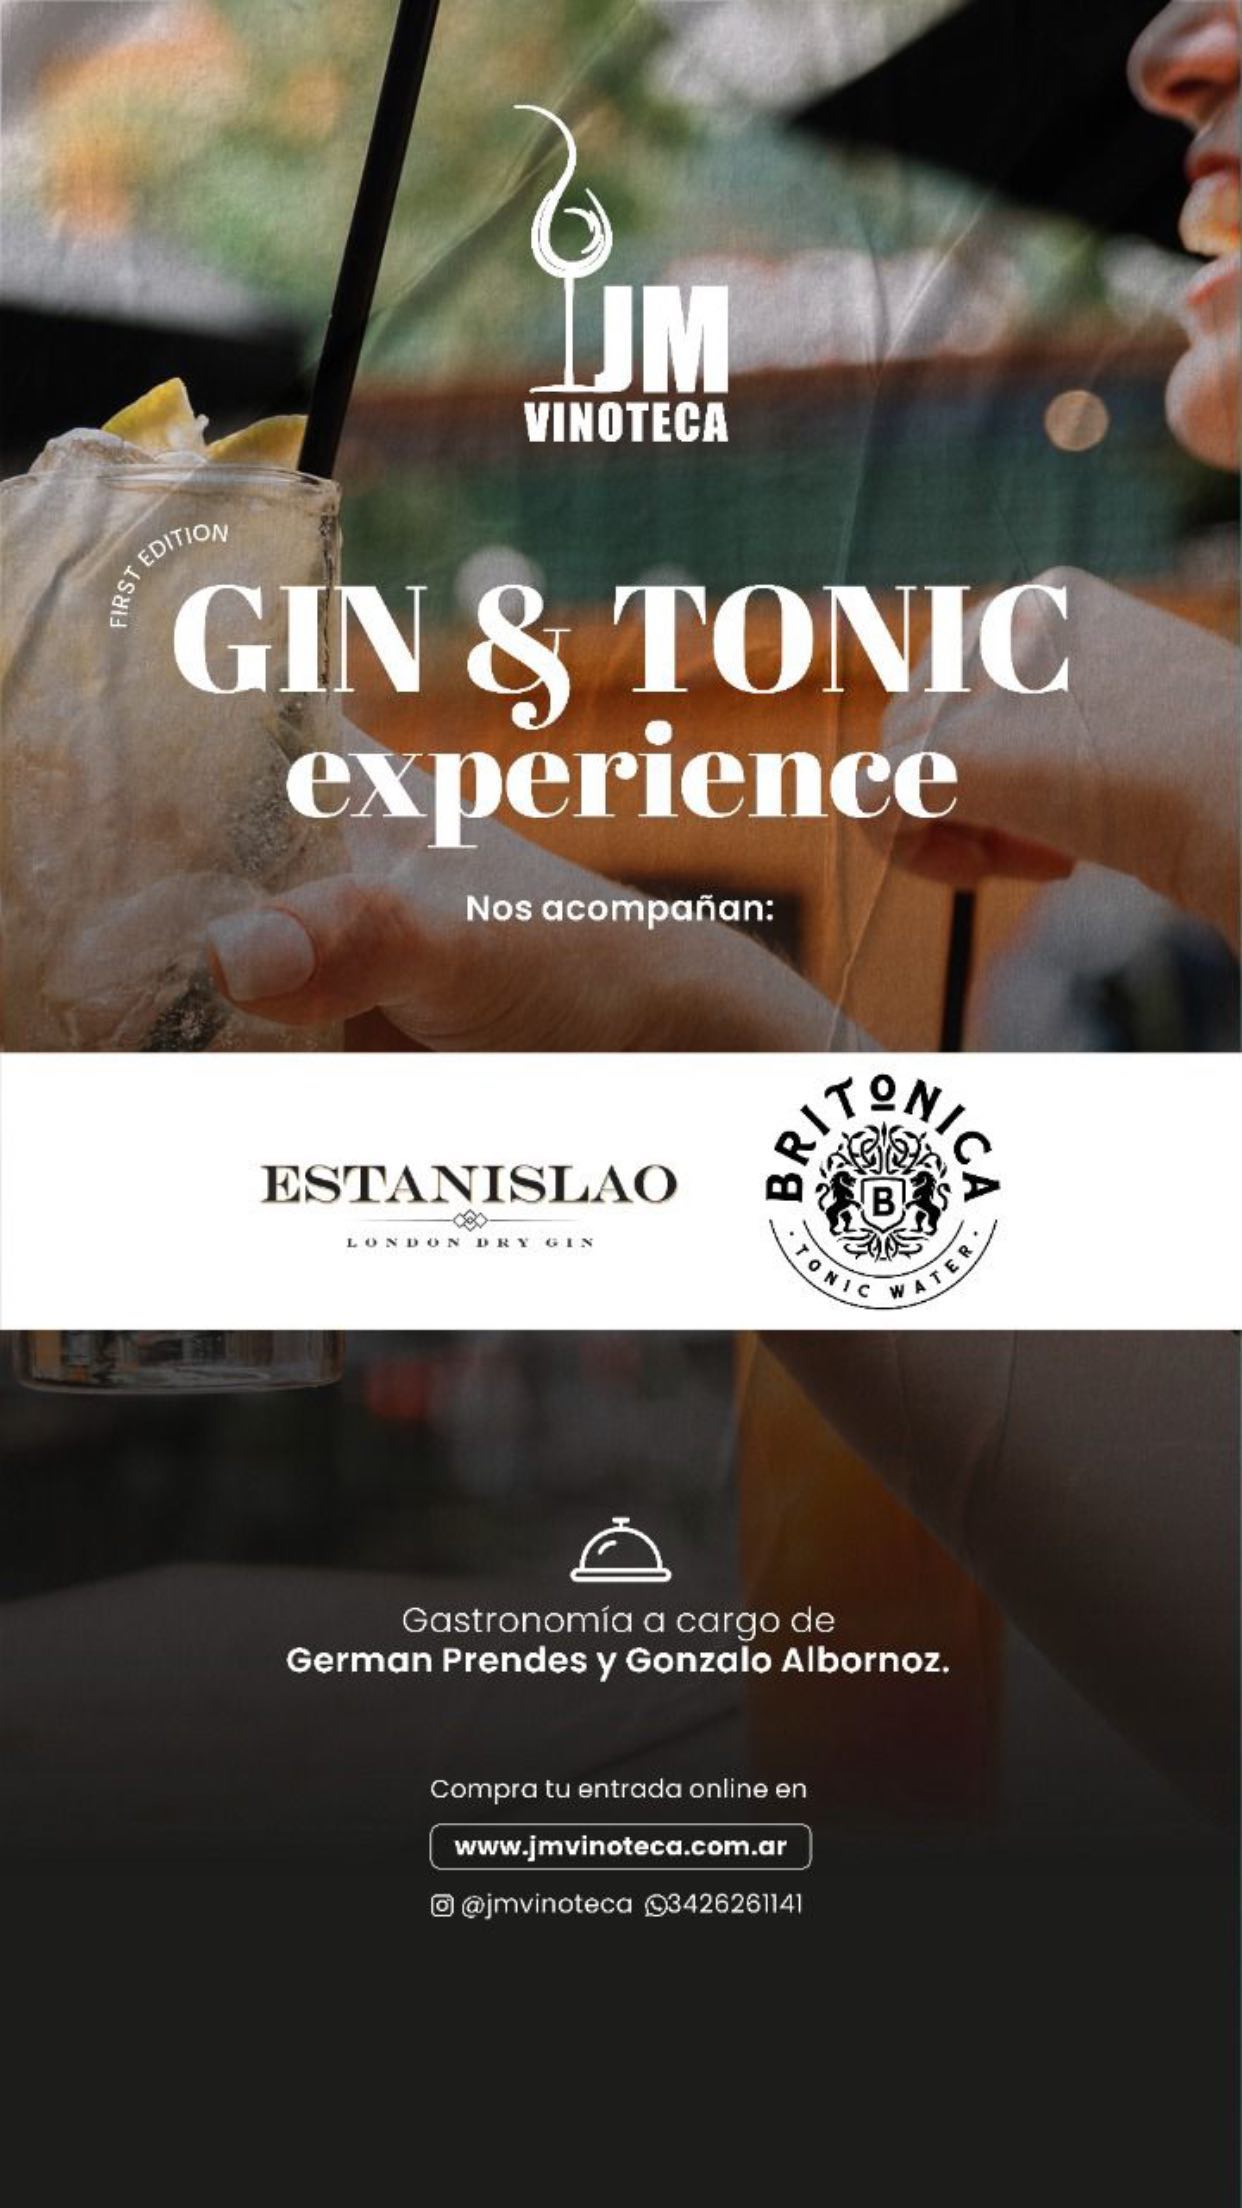 JM
VINOTECA
FIRST EDITION
GIN & TONIC
experience
Nos acompañan:
ESTANISLAO
LONDON DRY GIN
BRITONICA
B
· TONIC WATER ·
Gastronomía a cargo de
German Prendes y Gonzalo Albornoz.
Compra tu entrada online en
www.jmvinoteca.com.ar
@jmvinoteca 3426261141